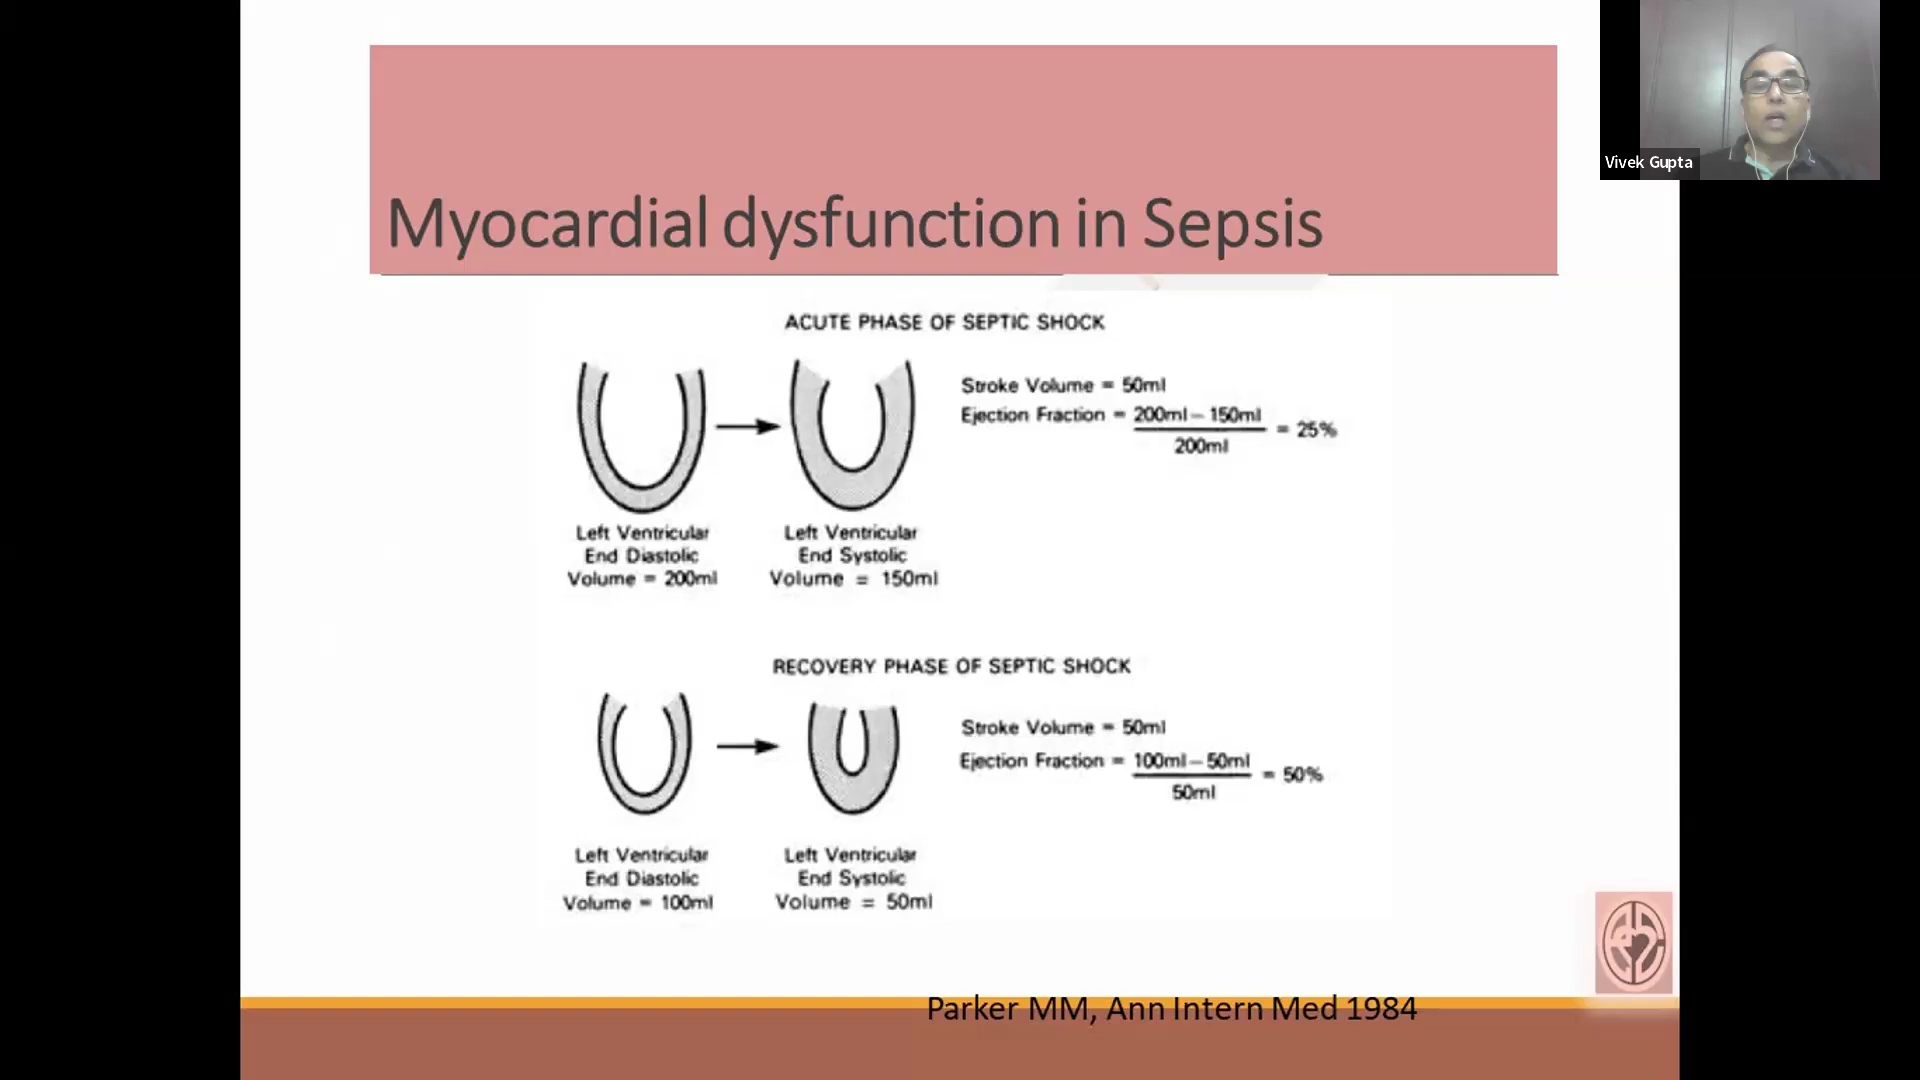 Vivek Gupta
Myocardial dysfunction in Sepsis
ACUTE PHASE OF SEPTIC SHOCK
Stroke Volume = 50ml
Ejection Fraction = 200ml – 150ml
= 25%
200ml
Left Ventricular
End Diastolic
Volume = 200ml
Left Ventricular
End Systolic
Volume = 150ml
RECOVERY PHASE OF SEPTIC SHOCK
Stroke Volume = 50ml
Ejection Fraction = 100ml – 50ml
= 50%
50ml
Left Ventricular
End Diastolic
Volume = 100ml
Left Ventricular
End Systolic
Volume = 50ml
Parker MM, Ann Intern Med 1984